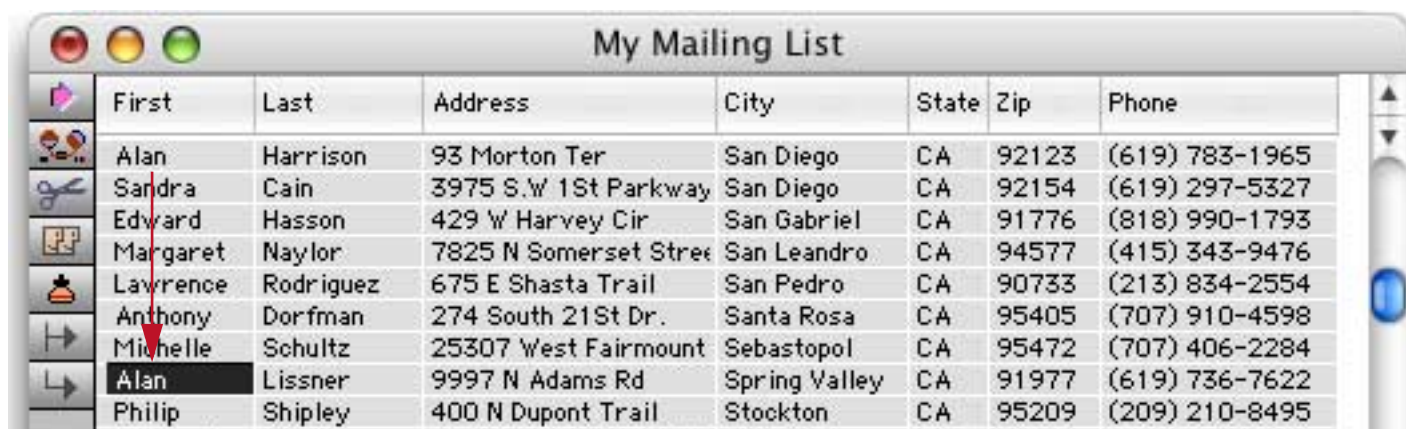 My Mailing List
First Last Address City State Zip Phone
Alan Harrison 93 Morton Ter San Diego CA 92123 (619) 783-1965
Sandra Cain 3975 S.W 1St Parkway San Diego CA 92154 (619) 297-5327
Edward Hasson 429 W Harvey Cir San Gabriel CA 91776 (818) 990-1793
Margaret Naylor 7825 N Somerset Stree San Leandro CA 94577 (415) 343-9476
Lawrence Rodriguez 675 E Shasta Trail San Pedro CA 90733 (213) 834-2554
Anthony Dorfman 274 South 21St Dr. Santa Rosa CA 95405 (707) 910-4598
Michelle Schultz 25307 West Fairmount Sebastopol CA 95472 (707) 406-2284
Alan Lissner 9997 N Adams Rd Spring Valley CA 91977 (619) 736-7622
Philip Shipley 400 N Dupont Trail Stockton CA 95209 (209) 210-8495